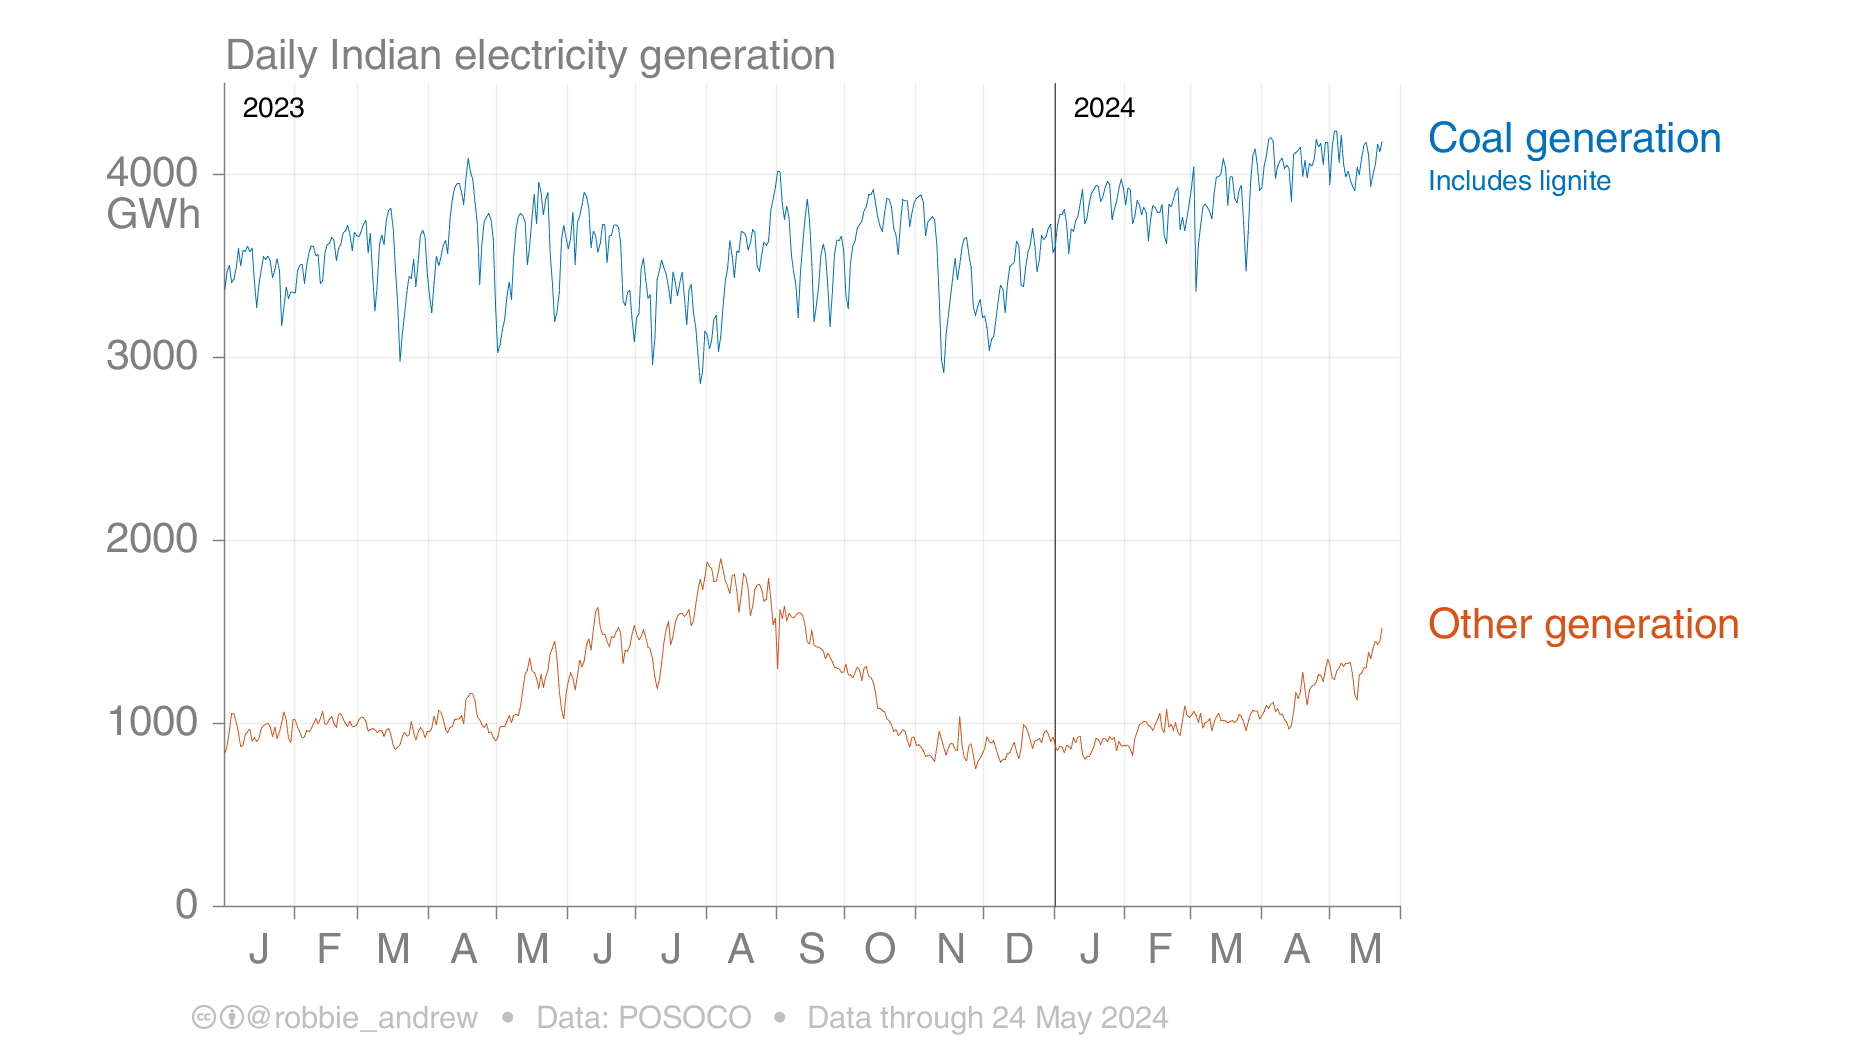 Daily Indian electricity generation
2023
2024
4000
GWh
3000
2000
1000
0
J F M A M J J A S O N D J F M A M
Coal generation
Includes lignite
Other generation
@robbie_andrew • Data: POSOCO • Data through 24 May 2024